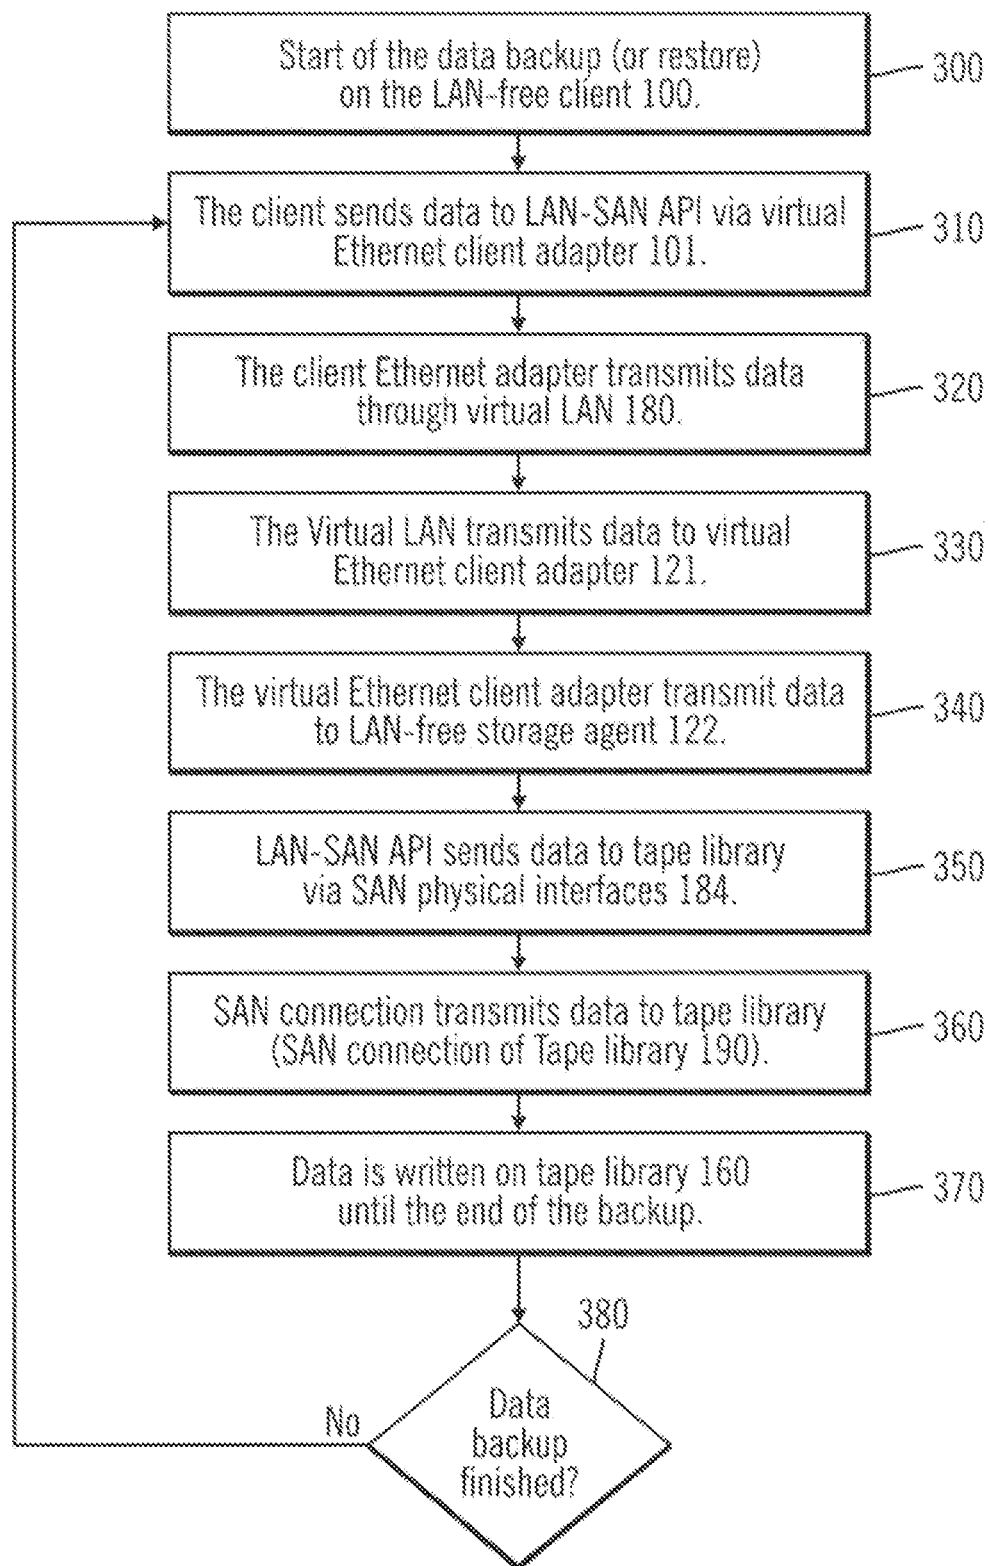 Start of the data backup (or restore)
on the LAN-free client 100.
300
The client sends data to LAN-SAN API via virtual
Ethernet client adapter 101.
310
The client Ethernet adapter transmits data
through virtual LAN 180.
320
The Virtual LAN transmits data to virtual
Ethernet client adapter 121.
330
The virtual Ethernet client adapter transmit data
to LAN-free storage agent 122.
340
LAN-SAN API sends data to tape library
via SAN physical interfaces 184.
350
SAN connection transmits data to tape library
(SAN connection of Tape library 190).
360
Data is written on tape library 160
until the end of the backup.
370
380
No
Data
backup
finished?